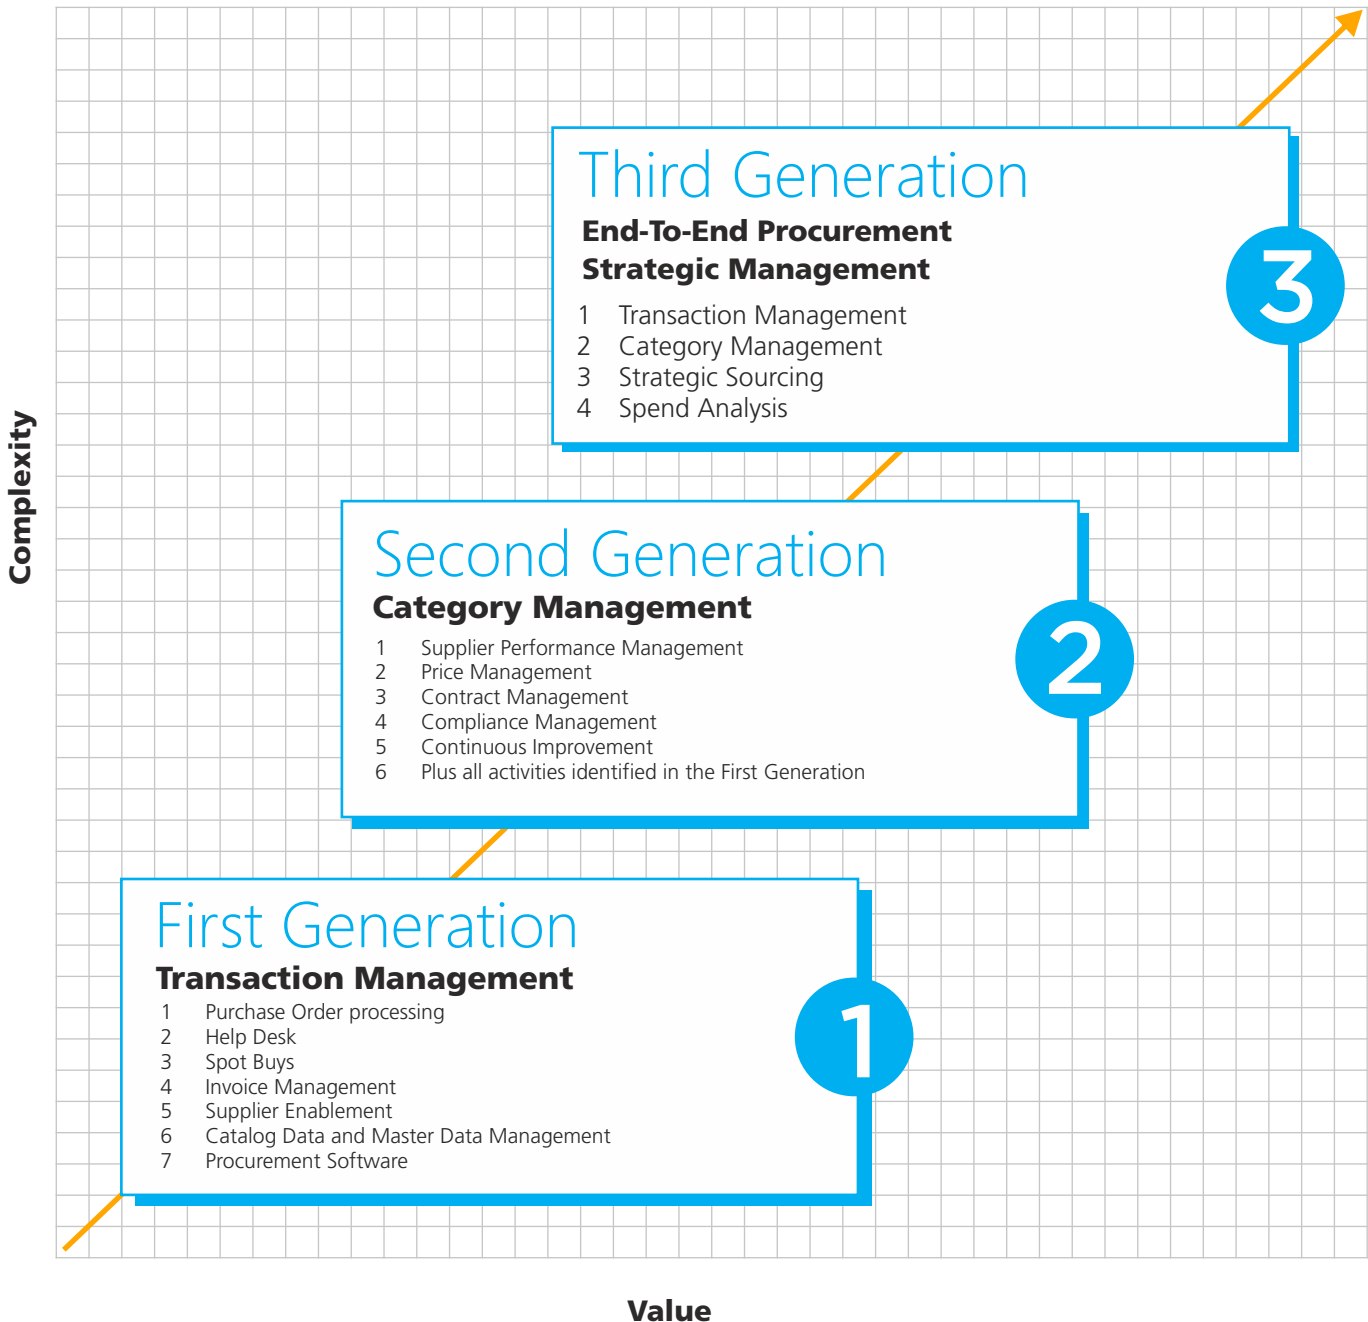 Third Generation
End-To-End Procurement
Strategic Management
1 Transaction Management
2 Category Management
3 Strategic Sourcing
4 Spend Analysis
3
Complexity
Second Generation
Category Management
1 Supplier Performance Management
2 Price Management
3 Contract Management
4 Compliance Management
5 Continuous Improvement
6 Plus all activities identified in the First Generation
2
First Generation
Transaction Management
1 Purchase Order processing
2 Help Desk
3 Spot Buys
4 Invoice Management
5 Supplier Enablement
6 Catalog Data and Master Data Management
7 Procurement Software
1
Value